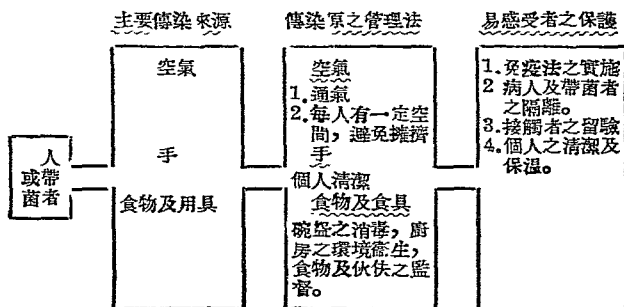 主要傳染來源
傳染原之管理法
易感受者之保護
人
或帶
菌者
空氣
手
食物及用具
空氣
1.通氣
2.每人有一定空
間，避免擁擠
手
個人清潔
食物及食具
碗盌之消毒，廚
房之環境衞生，
食物及伙伕之監
督。
1.免疫法之實施
2 病人及帶菌者
之隔離。
3.接觸者之留驗
4.個人之清潔及
保溫。